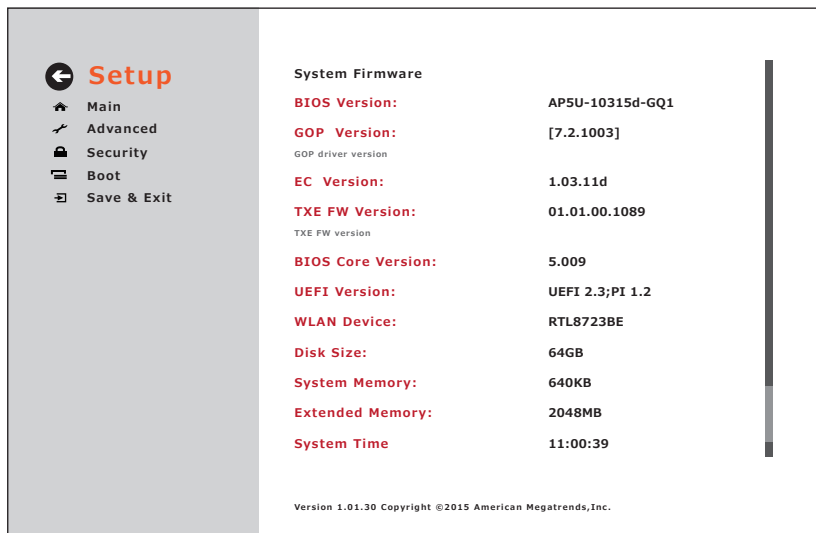 Setup
Main
Advanced
Security
Boot
Save & Exit
System Firmware
BIOS Version: AP5U-10315d-GQ1
GOP Version: [7.2.1003]
GOP driver version
EC Version: 1.03.11d
TXE FW Version: 01.01.00.1089
TXE FW version
BIOS Core Version: 5.009
UEFI Version: UEFI 2.3;PI 1.2
WLAN Device: RTL8723BE
Disk Size: 64GB
System Memory: 640KB
Extended Memory: 2048MB
System Time 11:00:39
Version 1.01.30 Copyright ©2015 American Megatrends,Inc.